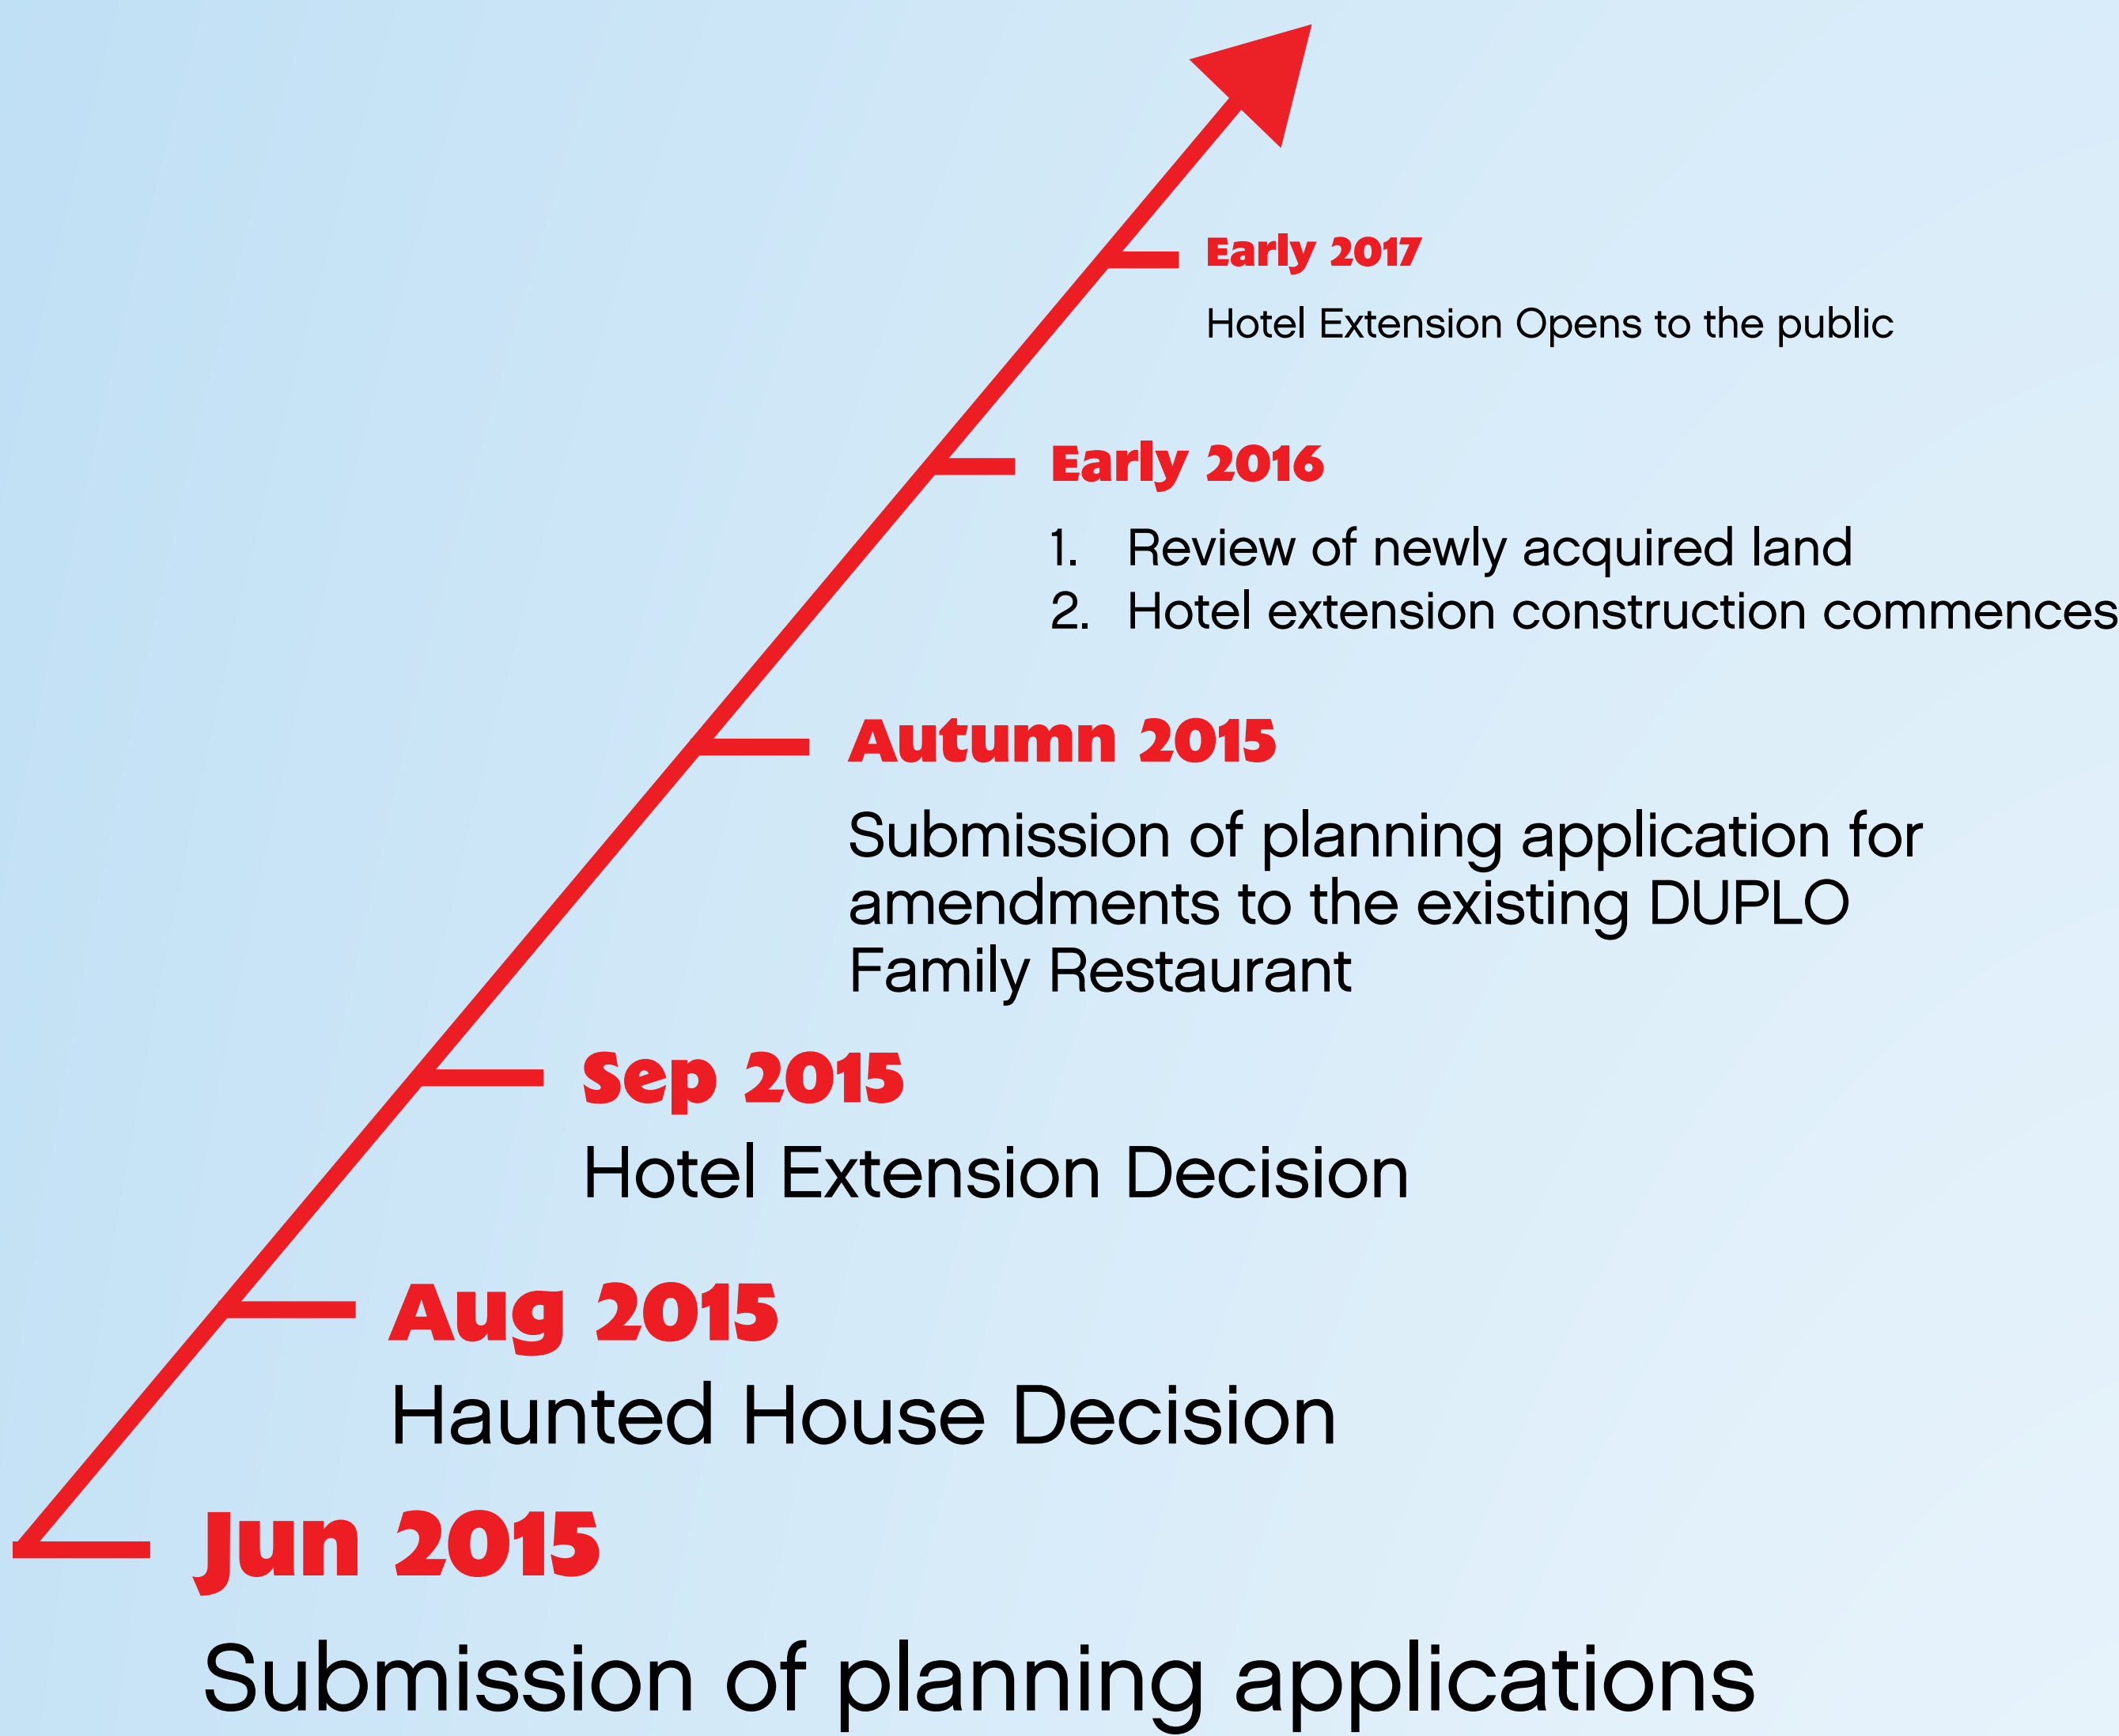 Early 2017
Hotel Extension Opens to the public
Early 2016
1. Review of newly acquired land
2. Hotel extension construction commences
Autumn 2015
Submission of planning application for
amendments to the existing DUPLO
Family Restaurant
Sep 2015
Hotel Extension Decision
Aug 2015
Haunted House Decision
Jun 2015
Submission of planning applications